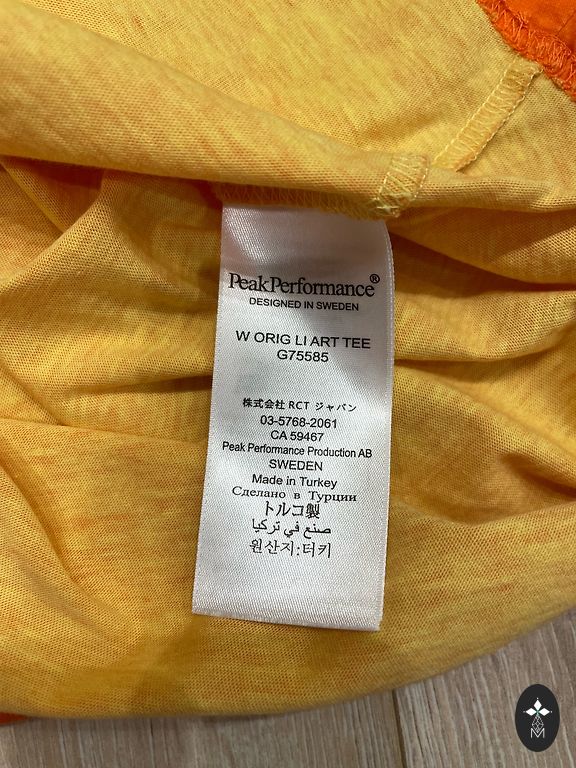 PeakPerformance®
DESIGNED IN SWEDEN
W ORIG LI ART TEE
G75585
株式会社 RCT ジャパン
03-5768-2061
CA 59467
Peak Performance Production AB
SWEDEN
Made in Turkey
Сделано в Турции
トルコ製
صنع في تركيا
원산지:터키
M